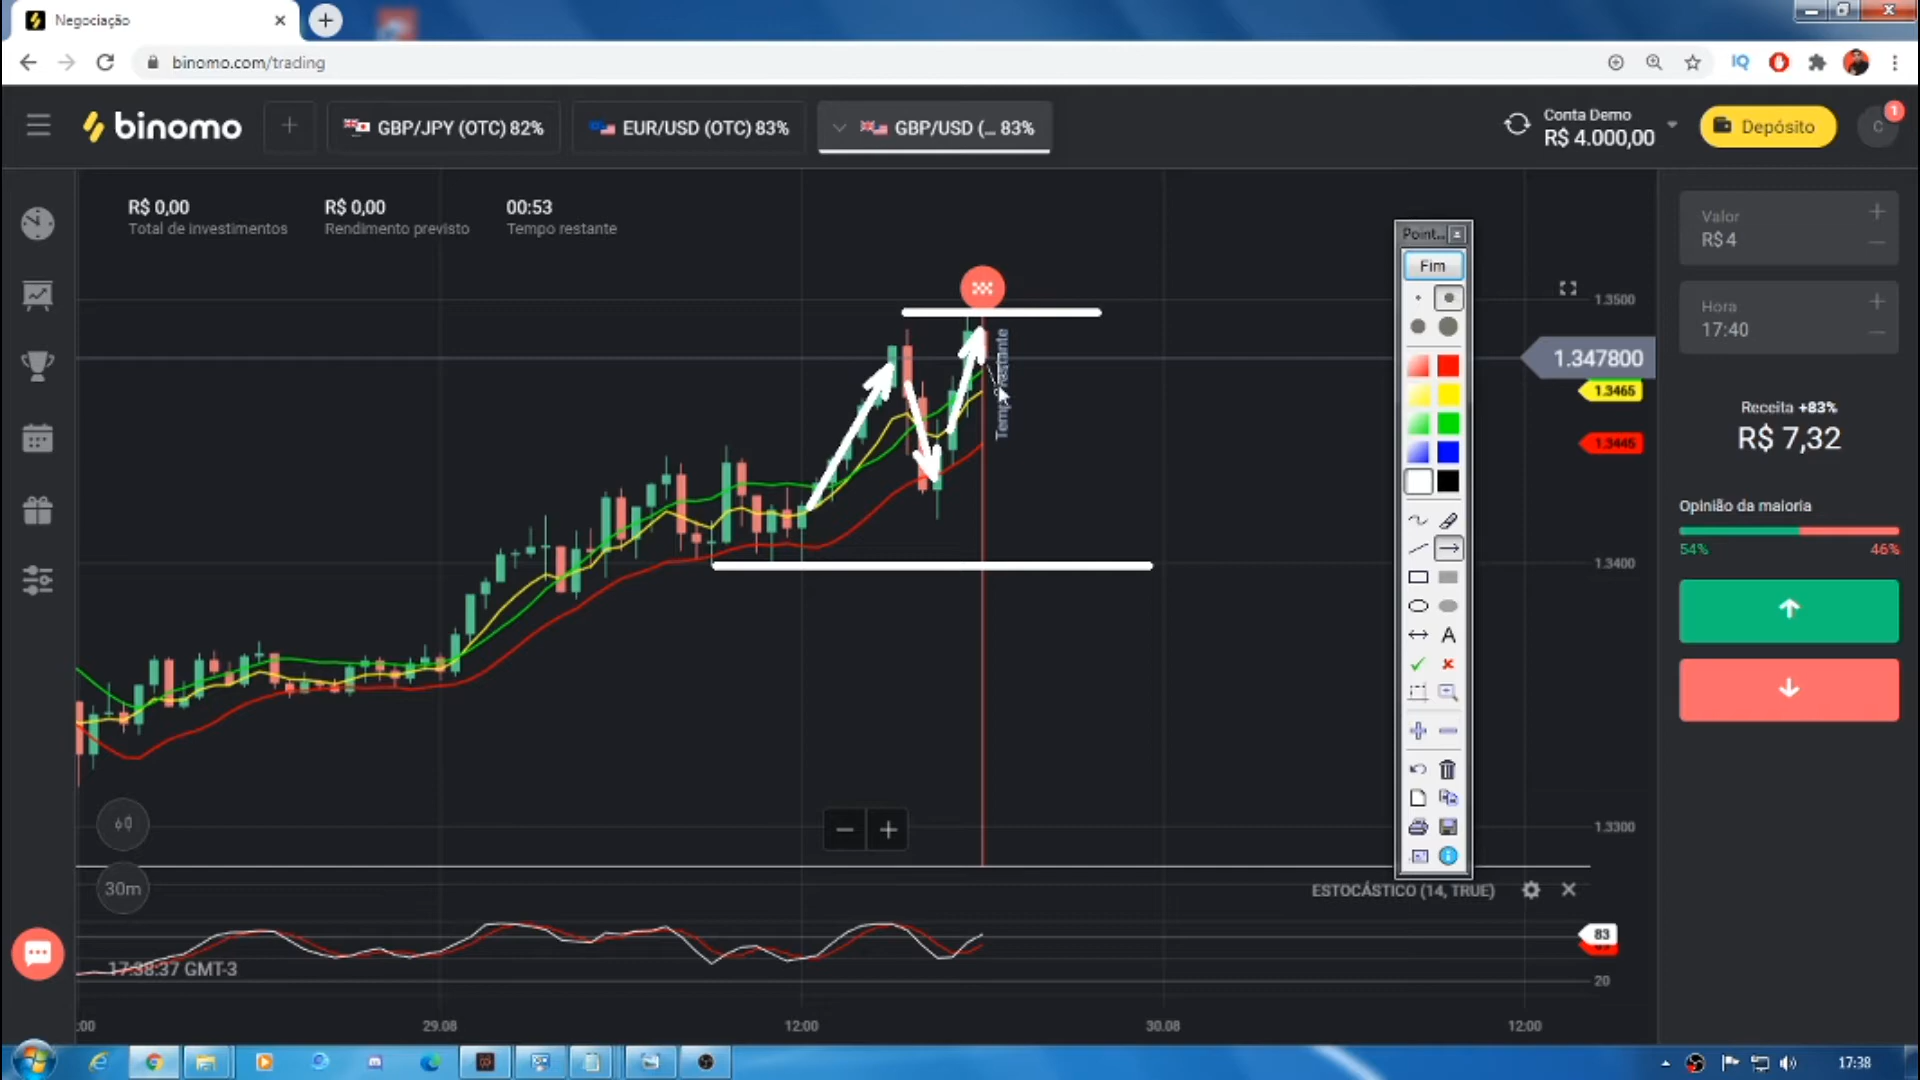 Negociação
binomo.com/trading
IQ
binomo
GBP/JPY (OTC) 82%
EUR/USD (OTC) 83%
GBP/USD (... 83%
Conta Demo
R$ 4.000,00
Depósito
C
1
R$ 0,00
Total de investimentos
R$ 0,00
Rendimento previsto
00:53
Tempo restante
Point...
Fim
A
Valor
R$ 4
Hora
17:40
1.3500
1.347800
1.3465
1.3445
1.3400
1.3300
Receita +83%
R$ 7,32
Opinião da maioria
54%
46%
30m
ESTOCÁSTICO (14, TRUE)
83
20
17:38:37 GMT-3
:00
29.08
12:00
30.08
12:00
17:38